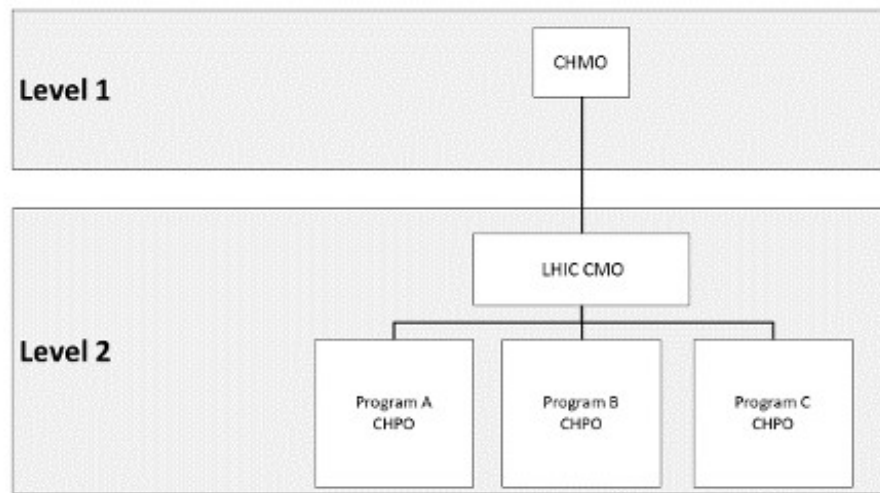 CHMO
Level 1
LHIC CMO
Level 2
Program A
CHPO
Program B
CHPO
Program C
CHPO